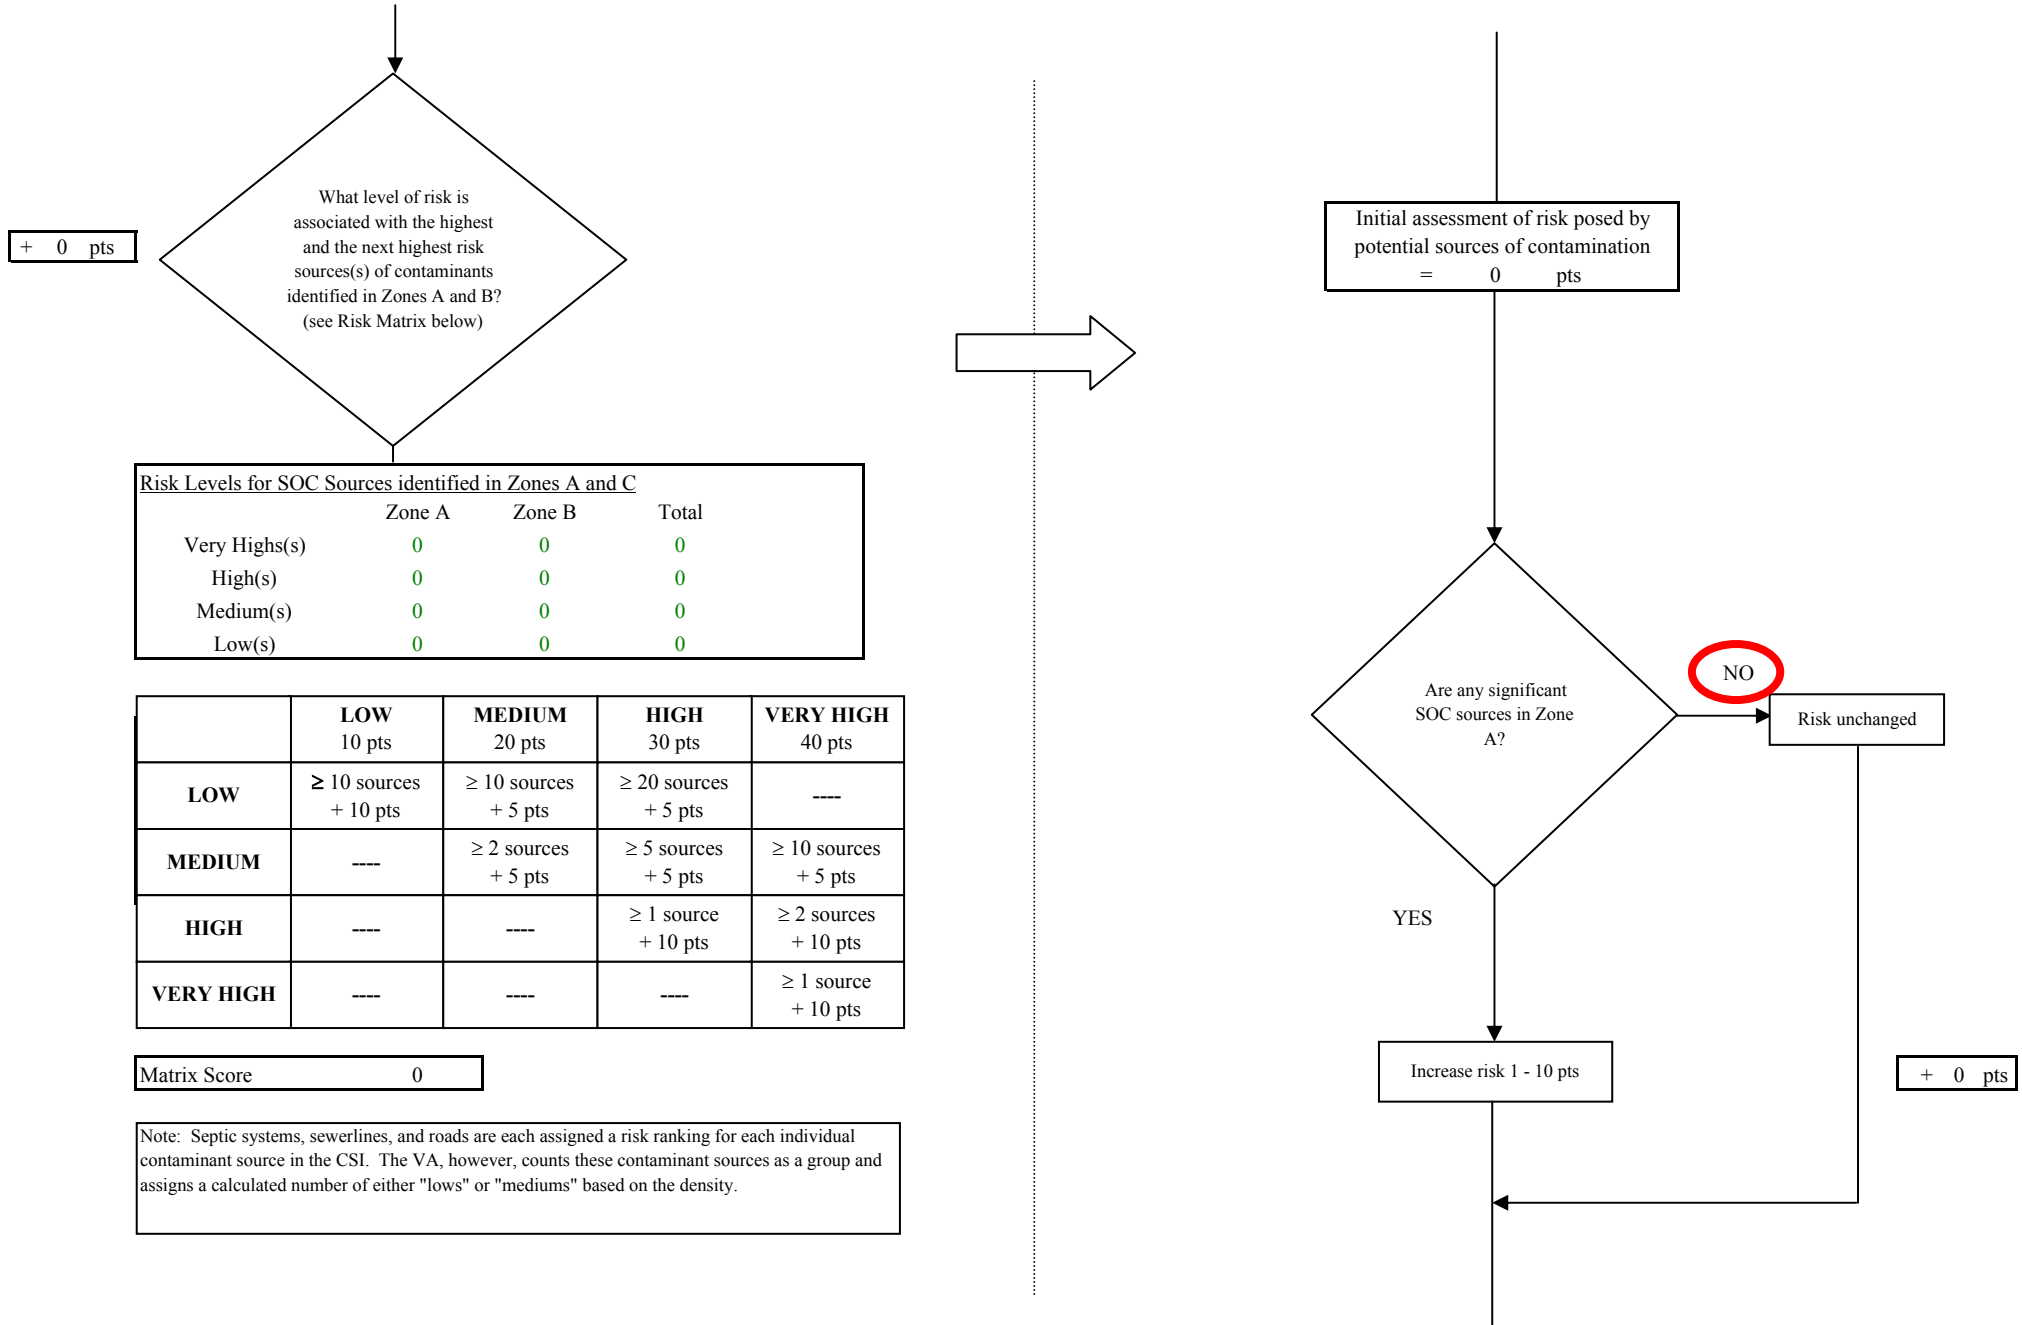 What level of risk is
associated with the highest
and the next highest risk
sources(s) of contaminants
identified in Zones A and B?
(see Risk Matrix below)
+ 0 pts
Risk Levels for SOC Sources identified in Zones A and C
Zone A Zone B Total
Very Highs(s) 0 0 0
High(s) 0 0 0
Medium(s) 0 0 0
Low(s) 0 0 0
LOW MEDIUM HIGH VERY HIGH
10 pts 20 pts 30 pts 40 pts
LOW ≥ 10 sources ≥ 10 sources ≥ 20 sources ----
+ 10 pts + 5 pts + 5 pts
MEDIUM ---- ≥ 2 sources ≥ 5 sources ≥ 10 sources
+ 5 pts + 5 pts + 5 pts
HIGH ---- ---- ≥ 1 source ≥ 2 sources
+ 10 pts + 10 pts
VERY HIGH ---- ---- ---- ≥ 1 source
+ 10 pts
Matrix Score 0
Note: Septic systems, sewerlines, and roads are each assigned a risk ranking for each individual
contaminant source in the CSI. The VA, however, counts these contaminant sources as a group and
assigns a calculated number of either "lows" or "mediums" based on the density.
Initial assessment of risk posed by
potential sources of contamination
= 0 pts
Are any significant
SOC sources in Zone
A?
NO
Risk unchanged
YES
Increase risk 1 - 10 pts
+ 0 pts